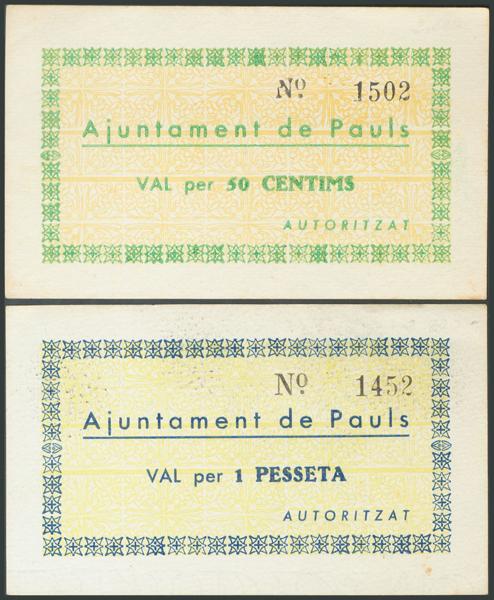 Nº 1502
Ajuntament de Pauls
VAL per 50 CENTIMS
AUTORITZAT
Nº 1452
Ajuntament de Pauls
VAL per 1 PESSETA
AUTORITZAT